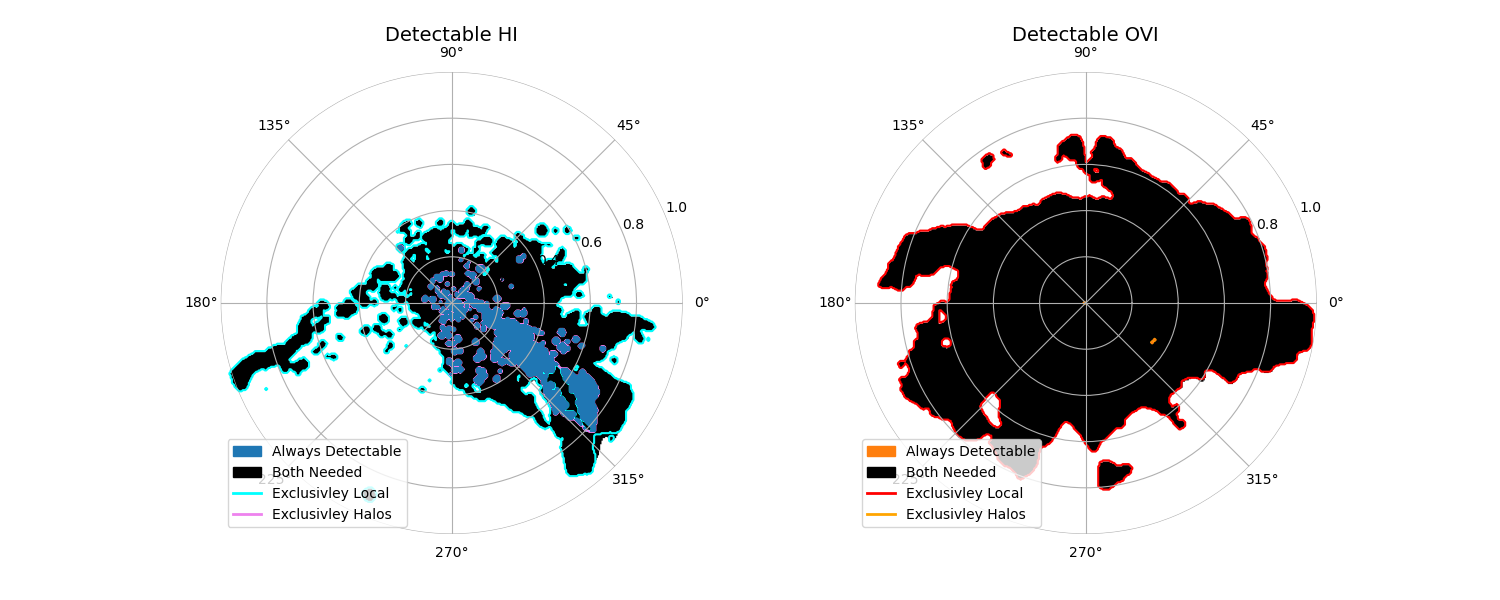 Detectable HI
90°
135°
45°
1.0
0.8
0.6
180°
0°
225
315°
270°
Always Detectable
Both Needed
Exclusivley Local
Exclusivley Halos
Detectable OVI
90°
135°
45°
1.0
0.8
180°
0°
225
315°
270°
Always Detectable
Both Needed
Exclusivley Local
Exclusivley Halos